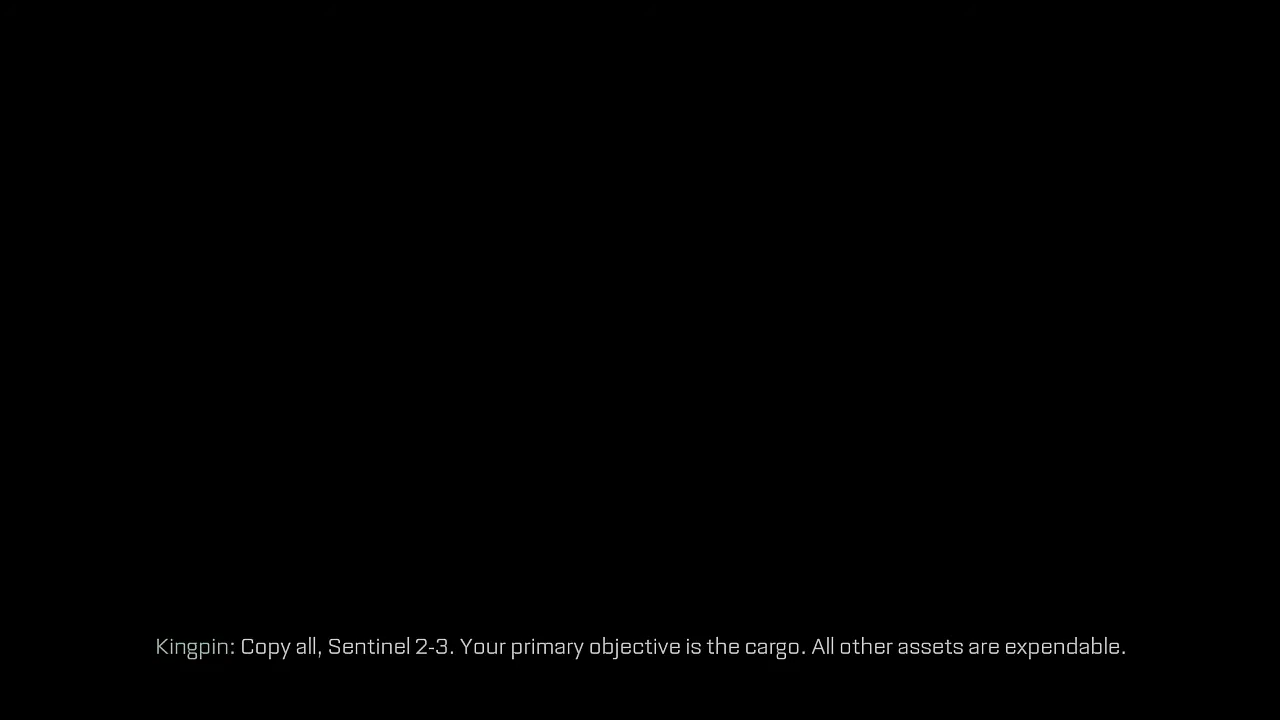 Kingpin: Copy all, Sentinel 2-3. Your primary objective is the cargo. All other assets are expendable.